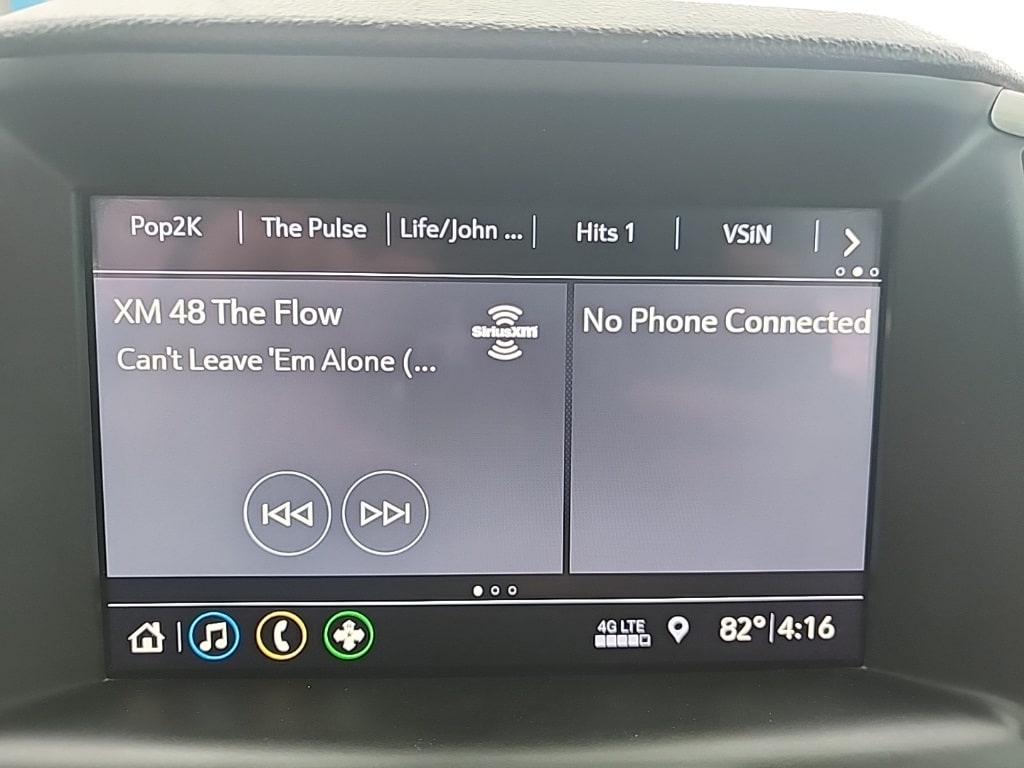 Pop2K | The Pulse | Life/John ... | Hits 1 | VSiN |
XM 48 The Flow
SiriusXM
No Phone Connected
Can't Leave 'Em Alone (...
4G LTE
82°|4:16